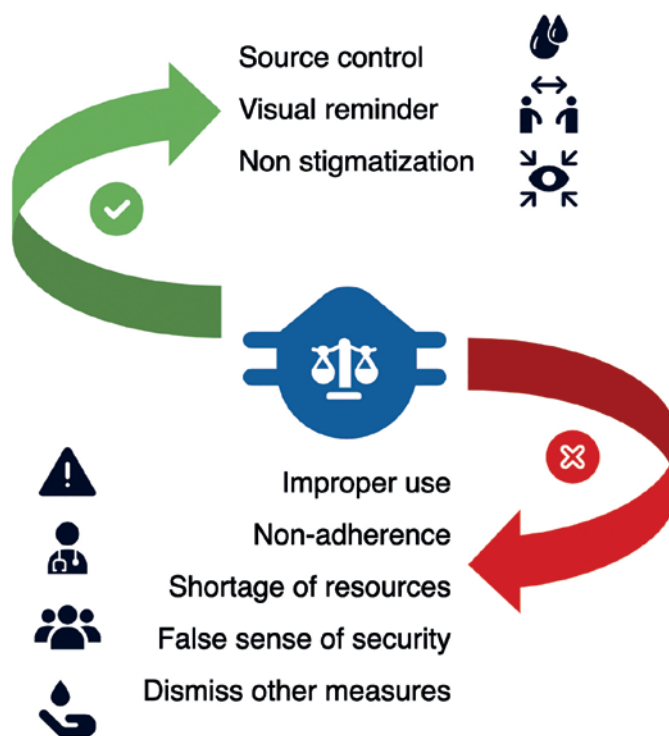 Source control
Visual reminder
Non stigmatization
Improper use
Non-adherence
Shortage of resources
False sense of security
Dismiss other measures